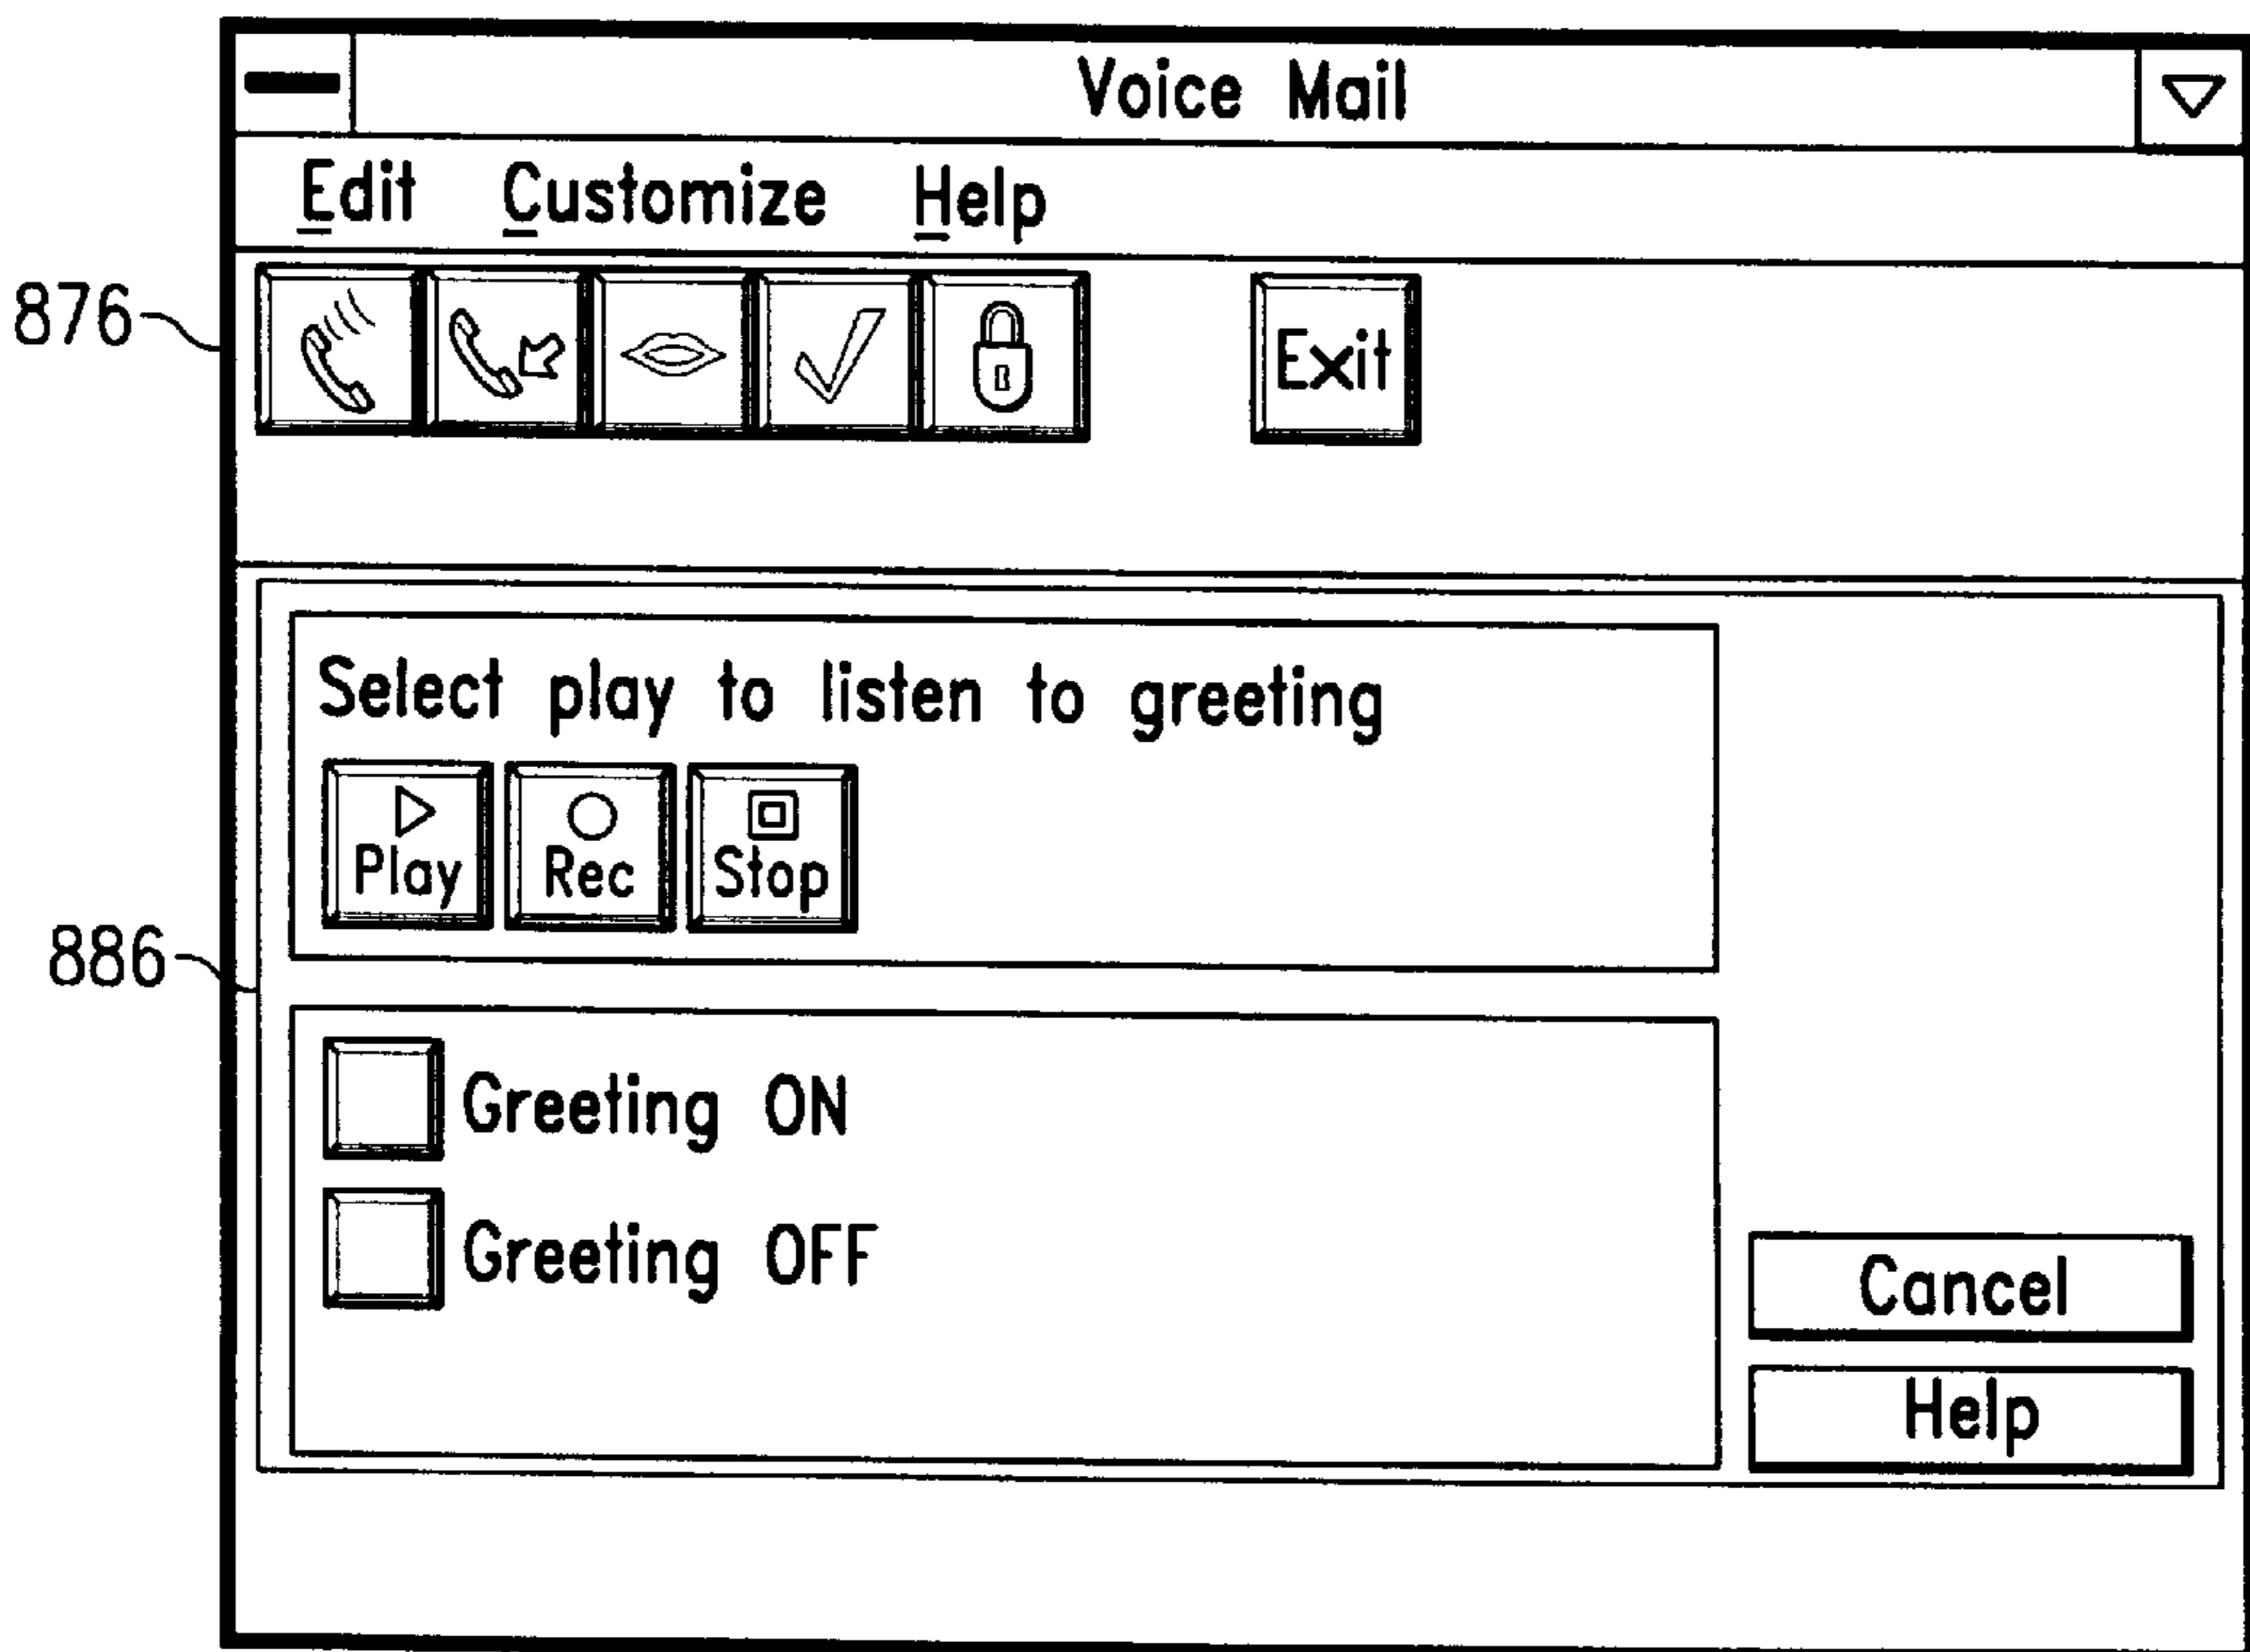 Voice Mail
Edit Customize Help
876
Exit
Select play to listen to greeting
Play Rec Stop
886
Greeting ON
Greeting OFF
Cancel
Help